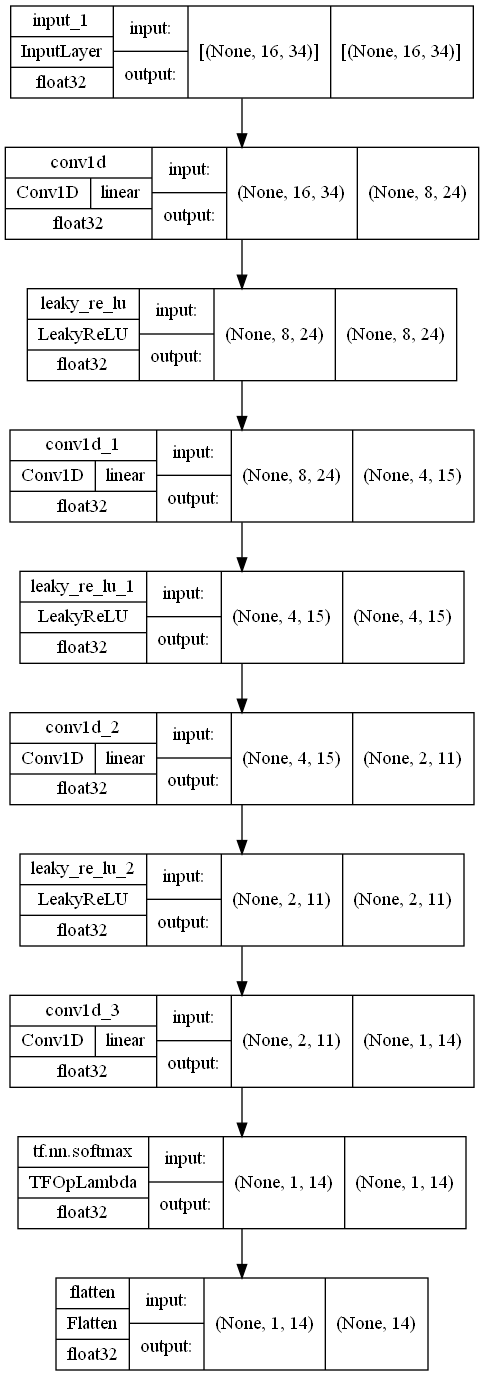 input_1
InputLayer
float32
input:
output:
[(None, 16, 34)]
[(None, 16, 34)]
conv1d
Conv1D linear
float32
input:
output:
(None, 16, 34)
(None, 8, 24)
leaky_re_lu
LeakyReLU
float32
input:
output:
(None, 8, 24)
(None, 8, 24)
conv1d_1
Conv1D linear
float32
input:
output:
(None, 8, 24)
(None, 4, 15)
leaky_re_lu_1
LeakyReLU
float32
input:
output:
(None, 4, 15)
(None, 4, 15)
conv1d_2
Conv1D linear
float32
input:
output:
(None, 4, 15)
(None, 2, 11)
leaky_re_lu_2
LeakyReLU
float32
input:
output:
(None, 2, 11)
(None, 2, 11)
conv1d_3
Conv1D linear
float32
input:
output:
(None, 2, 11)
(None, 1, 14)
tf.nn.softmax
TFOpLambda
float32
input:
output:
(None, 1, 14)
(None, 1, 14)
flatten
Flatten
float32
input:
output:
(None, 1, 14)
(None, 14)